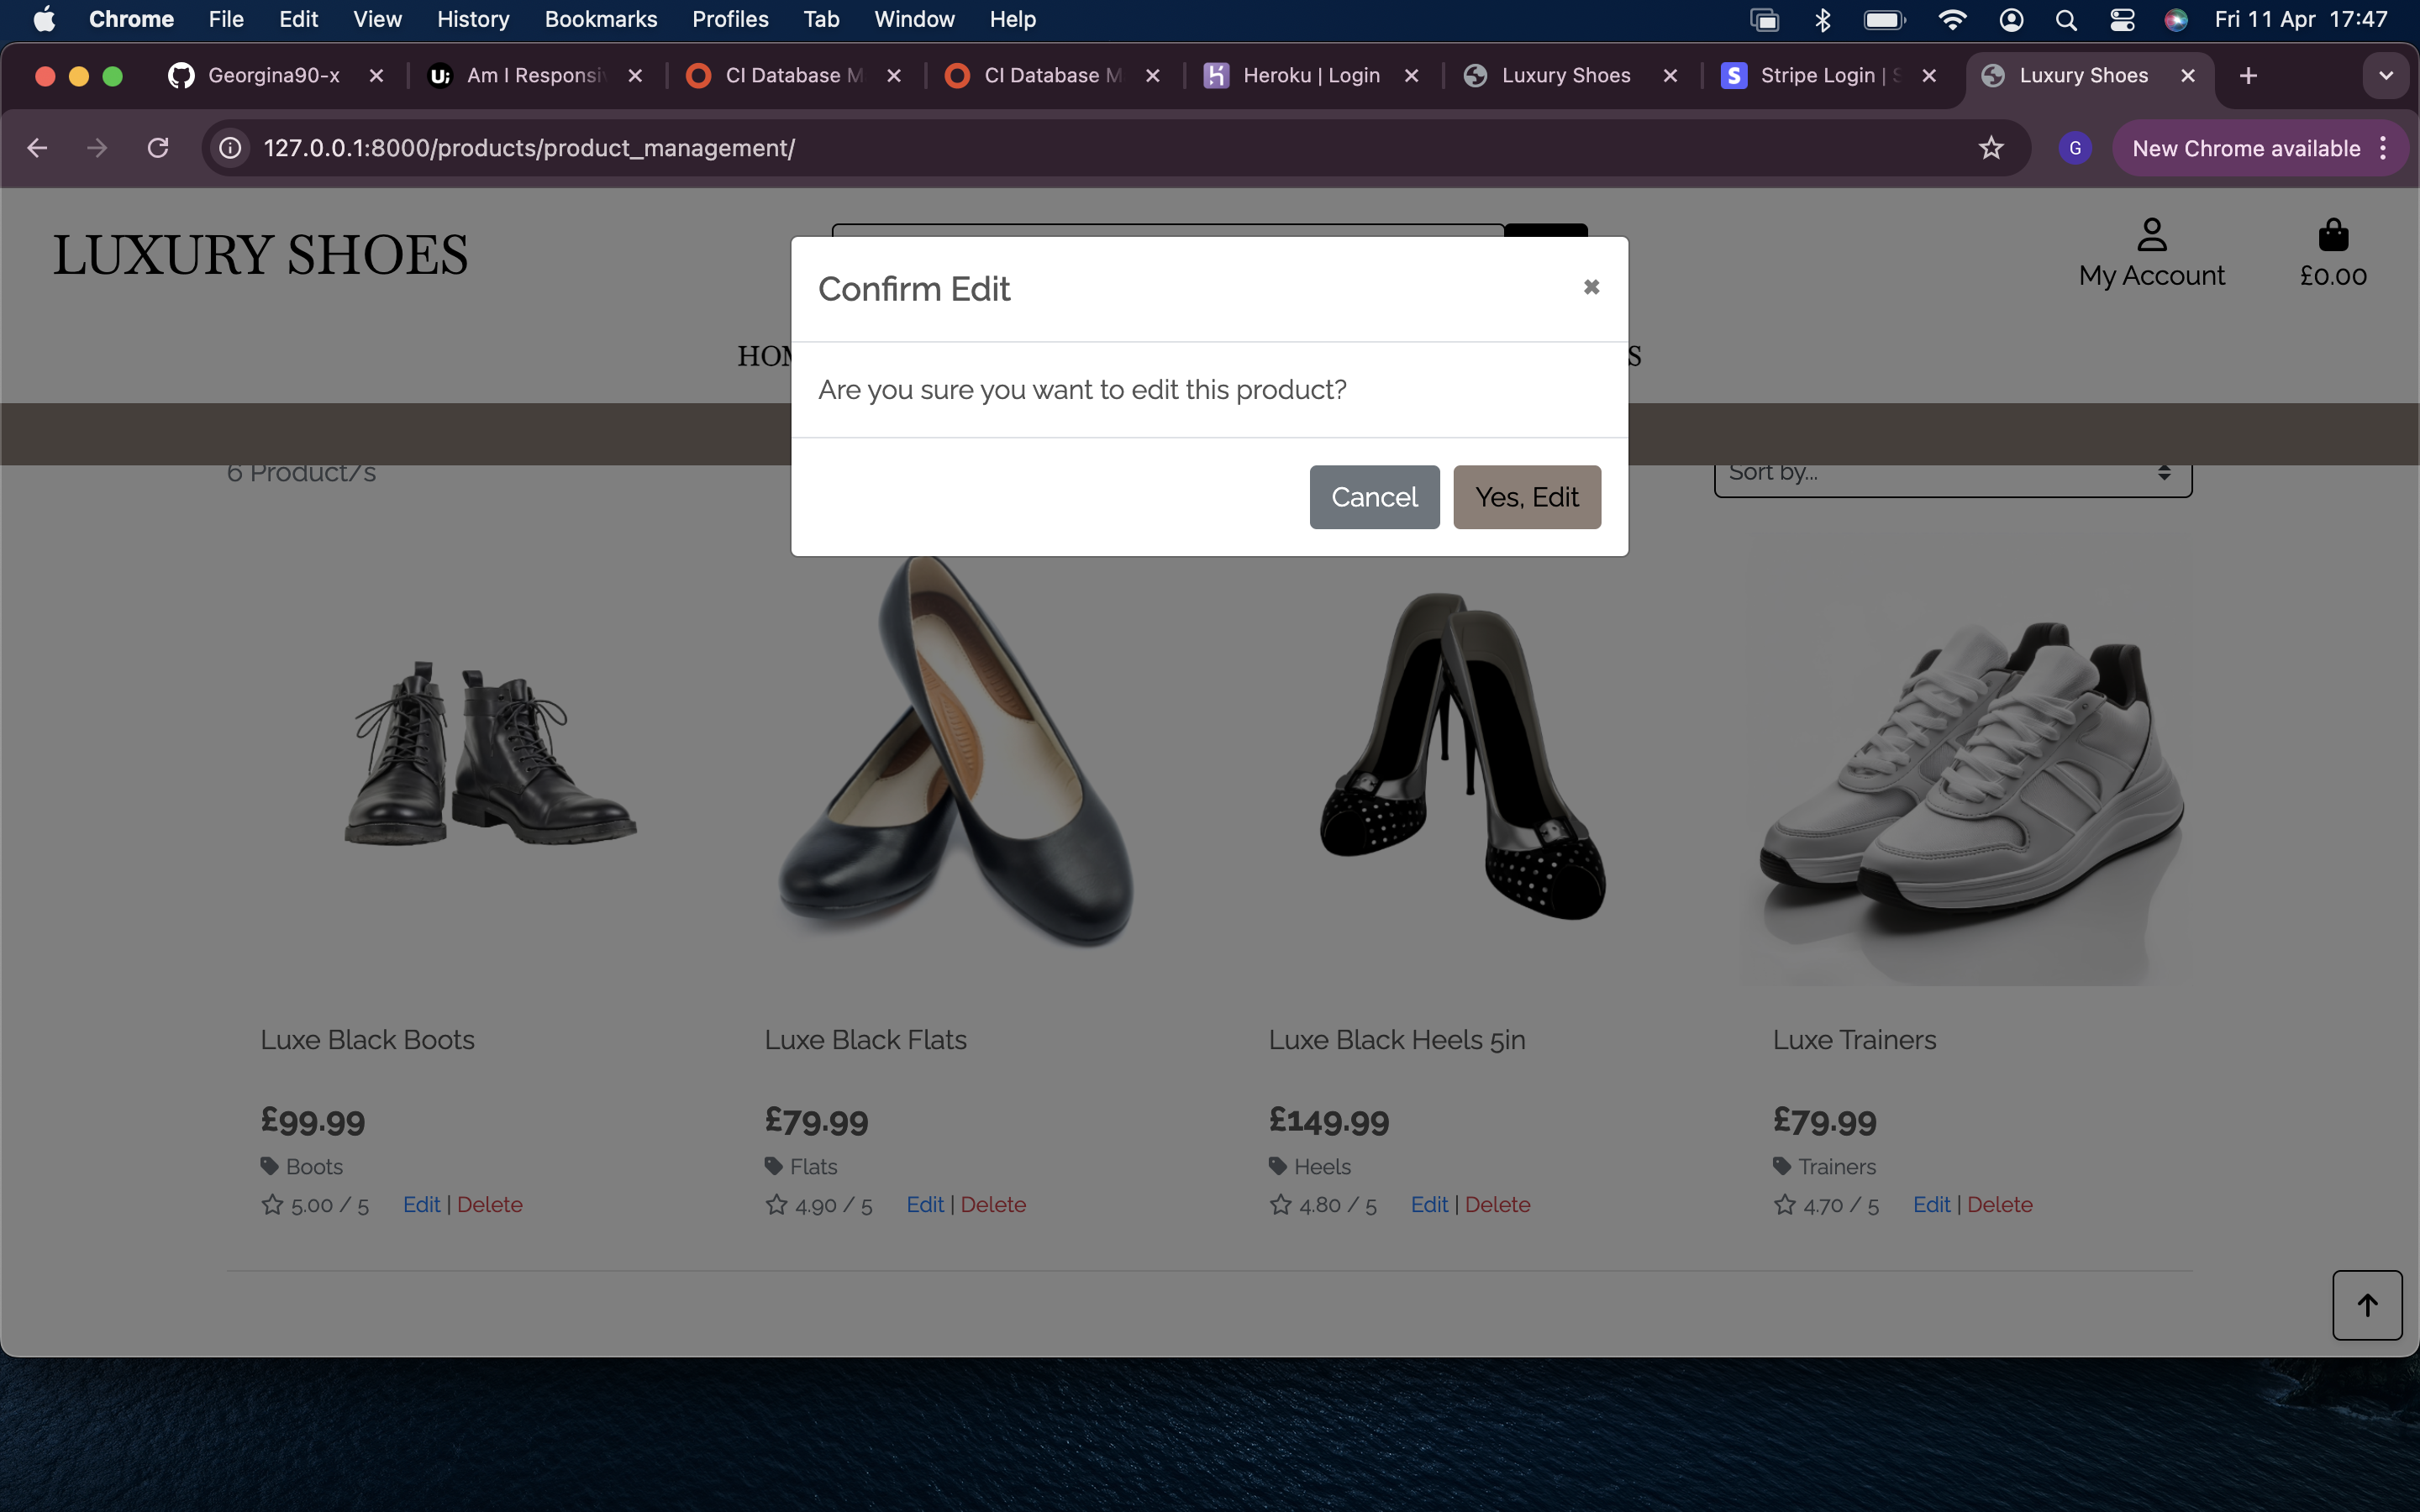 Chrome File Edit View History Bookmarks Profiles Tab Window Help Fri 11 Apr 17:47
Georgina90-x Am I Responsi CI Database M CI Database M Heroku | Login Luxury Shoes Stripe Login | S Luxury Shoes
127.0.0.1:8000/products/product_management/ G New Chrome available
LUXURY SHOES
My Account £0.00
Confirm Edit
HOM S
Are you sure you want to edit this product?
6 Product/s Sort by...
Cancel Yes, Edit
Luxe Black Boots Luxe Black Flats Luxe Black Heels 5in Luxe Trainers
£99.99 £79.99 £149.99 £79.99
Boots Flats Heels Trainers
5.00 / 5 Edit | Delete 4.90 / 5 Edit | Delete 4.80 / 5 Edit | Delete 4.70 / 5 Edit | Delete